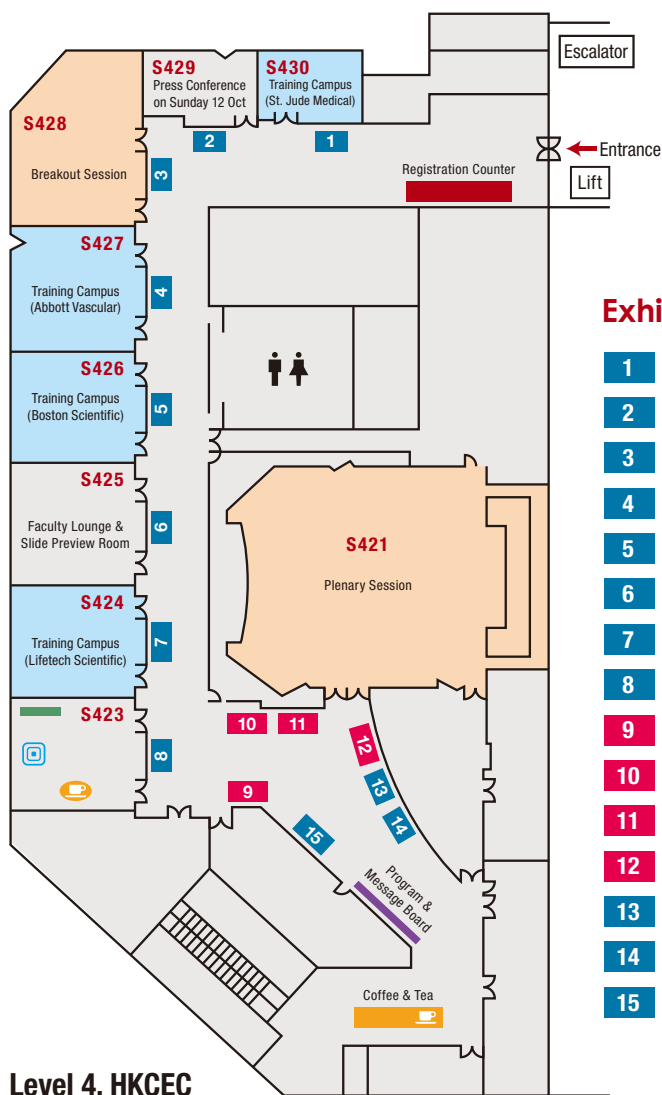 Escalator
S429
Press Conference
on Sunday 12 Oct
S430
Training Campus
(St. Jude Medical)
S428
Breakout Session
2
1
3
Entrance
Registration Counter
Lift
S427
Training Campus
(Abbott Vascular)
4
S426
Training Campus
(Boston Scientific)
5
S425
Faculty Lounge &
Slide Preview Room
6
S421
Plenary Session
S424
Training Campus
(Lifetech Scientific)
7
S423
8
10
11
12
13
14
9
15
Program &
Message Board
Coffee & Tea
Level 4, HKCEC
Exhi
1
2
3
4
5
6
7
8
9
10
11
12
13
14
15